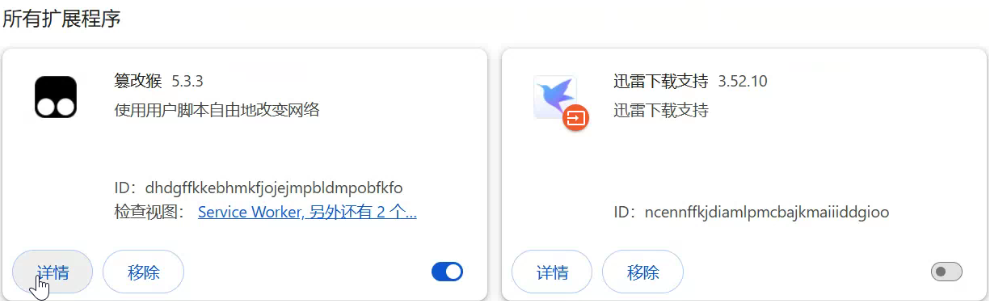 所有扩展程序
篡改猴 5.3.3
使用用户脚本自由地改变网络
ID：dhdgffkkebhmkfjojejmpbldmpobfkfo
检查视图：Service Worker, 另外还有 2 个...
详情 移除
迅雷下载支持 3.52.10
迅雷下载支持
ID：ncennffkjdiamlpmcbajkmaiiiddgioo
详情 移除